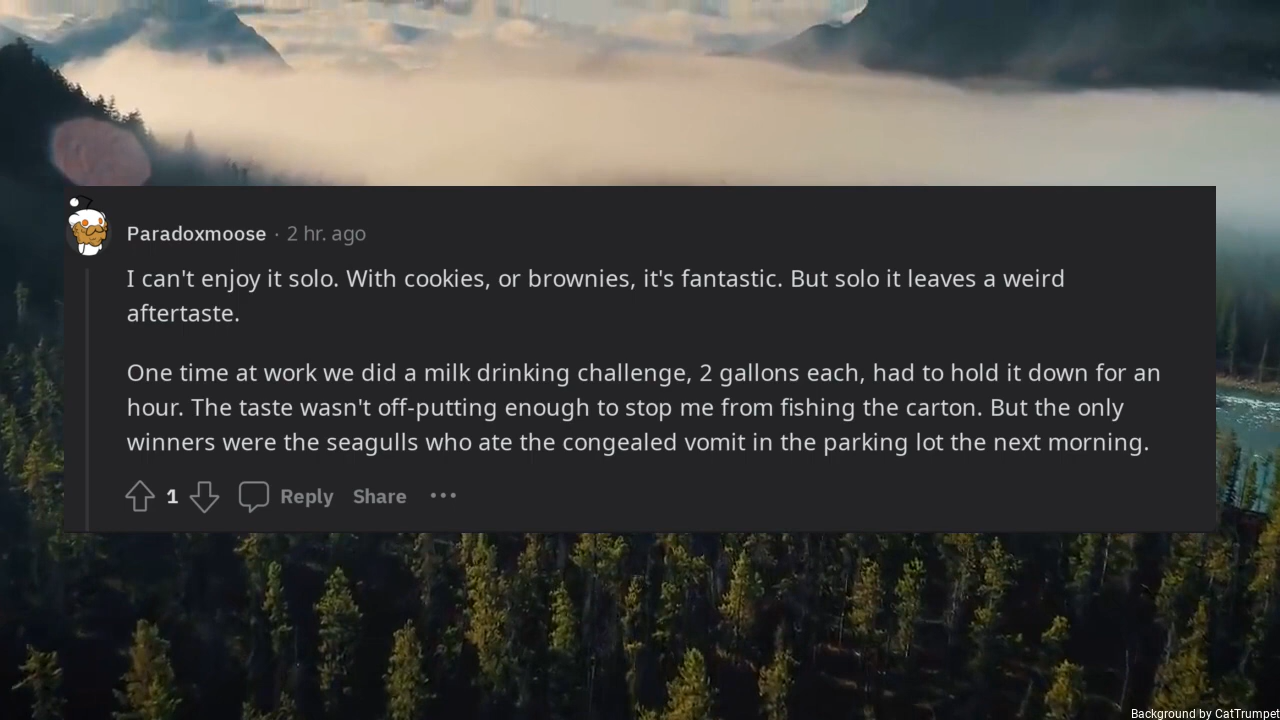 Paradoxmoose · 2 hr. ago
I can't enjoy it solo. With cookies, or brownies, it's fantastic. But solo it leaves a weird
aftertaste.
One time at work we did a milk drinking challenge, 2 gallons each, had to hold it down for an
hour. The taste wasn't off-putting enough to stop me from fishing the carton. But the only
winners were the seagulls who ate the congealed vomit in the parking lot the next morning.
1 Reply Share •••
Background by CatTrumpet